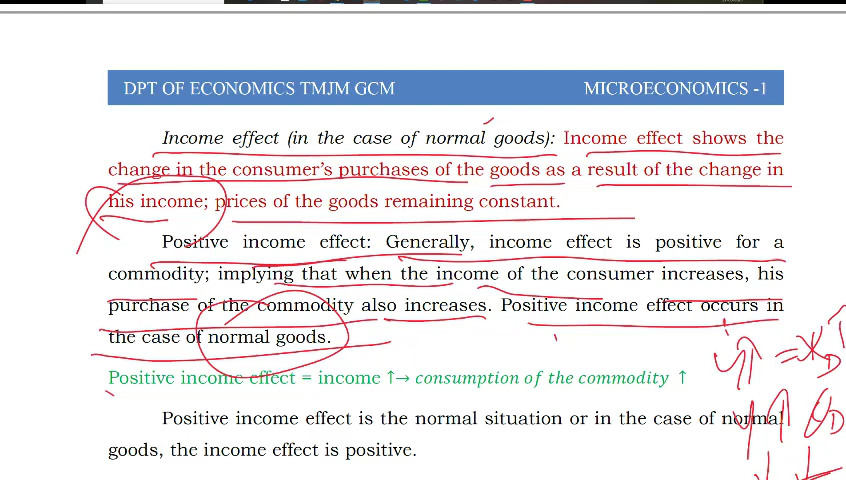 DPT OF ECONOMICS TMJM GCM MICROECONOMICS -1
Income effect (in the case of normal goods): Income effect shows the
change in the consumer's purchases of the goods as a result of the change in
his income; prices of the goods remaining constant.
Positive income effect: Generally, income effect is positive for a
commodity; implying that when the income of the consumer increases, his
purchase of the commodity also increases. Positive income effect occurs in
the case of normal goods.
Positive income effect = income ↑→ consumption of the commodity ↑
Positive income effect is the normal situation or in the case of normal
goods, the income effect is positive.